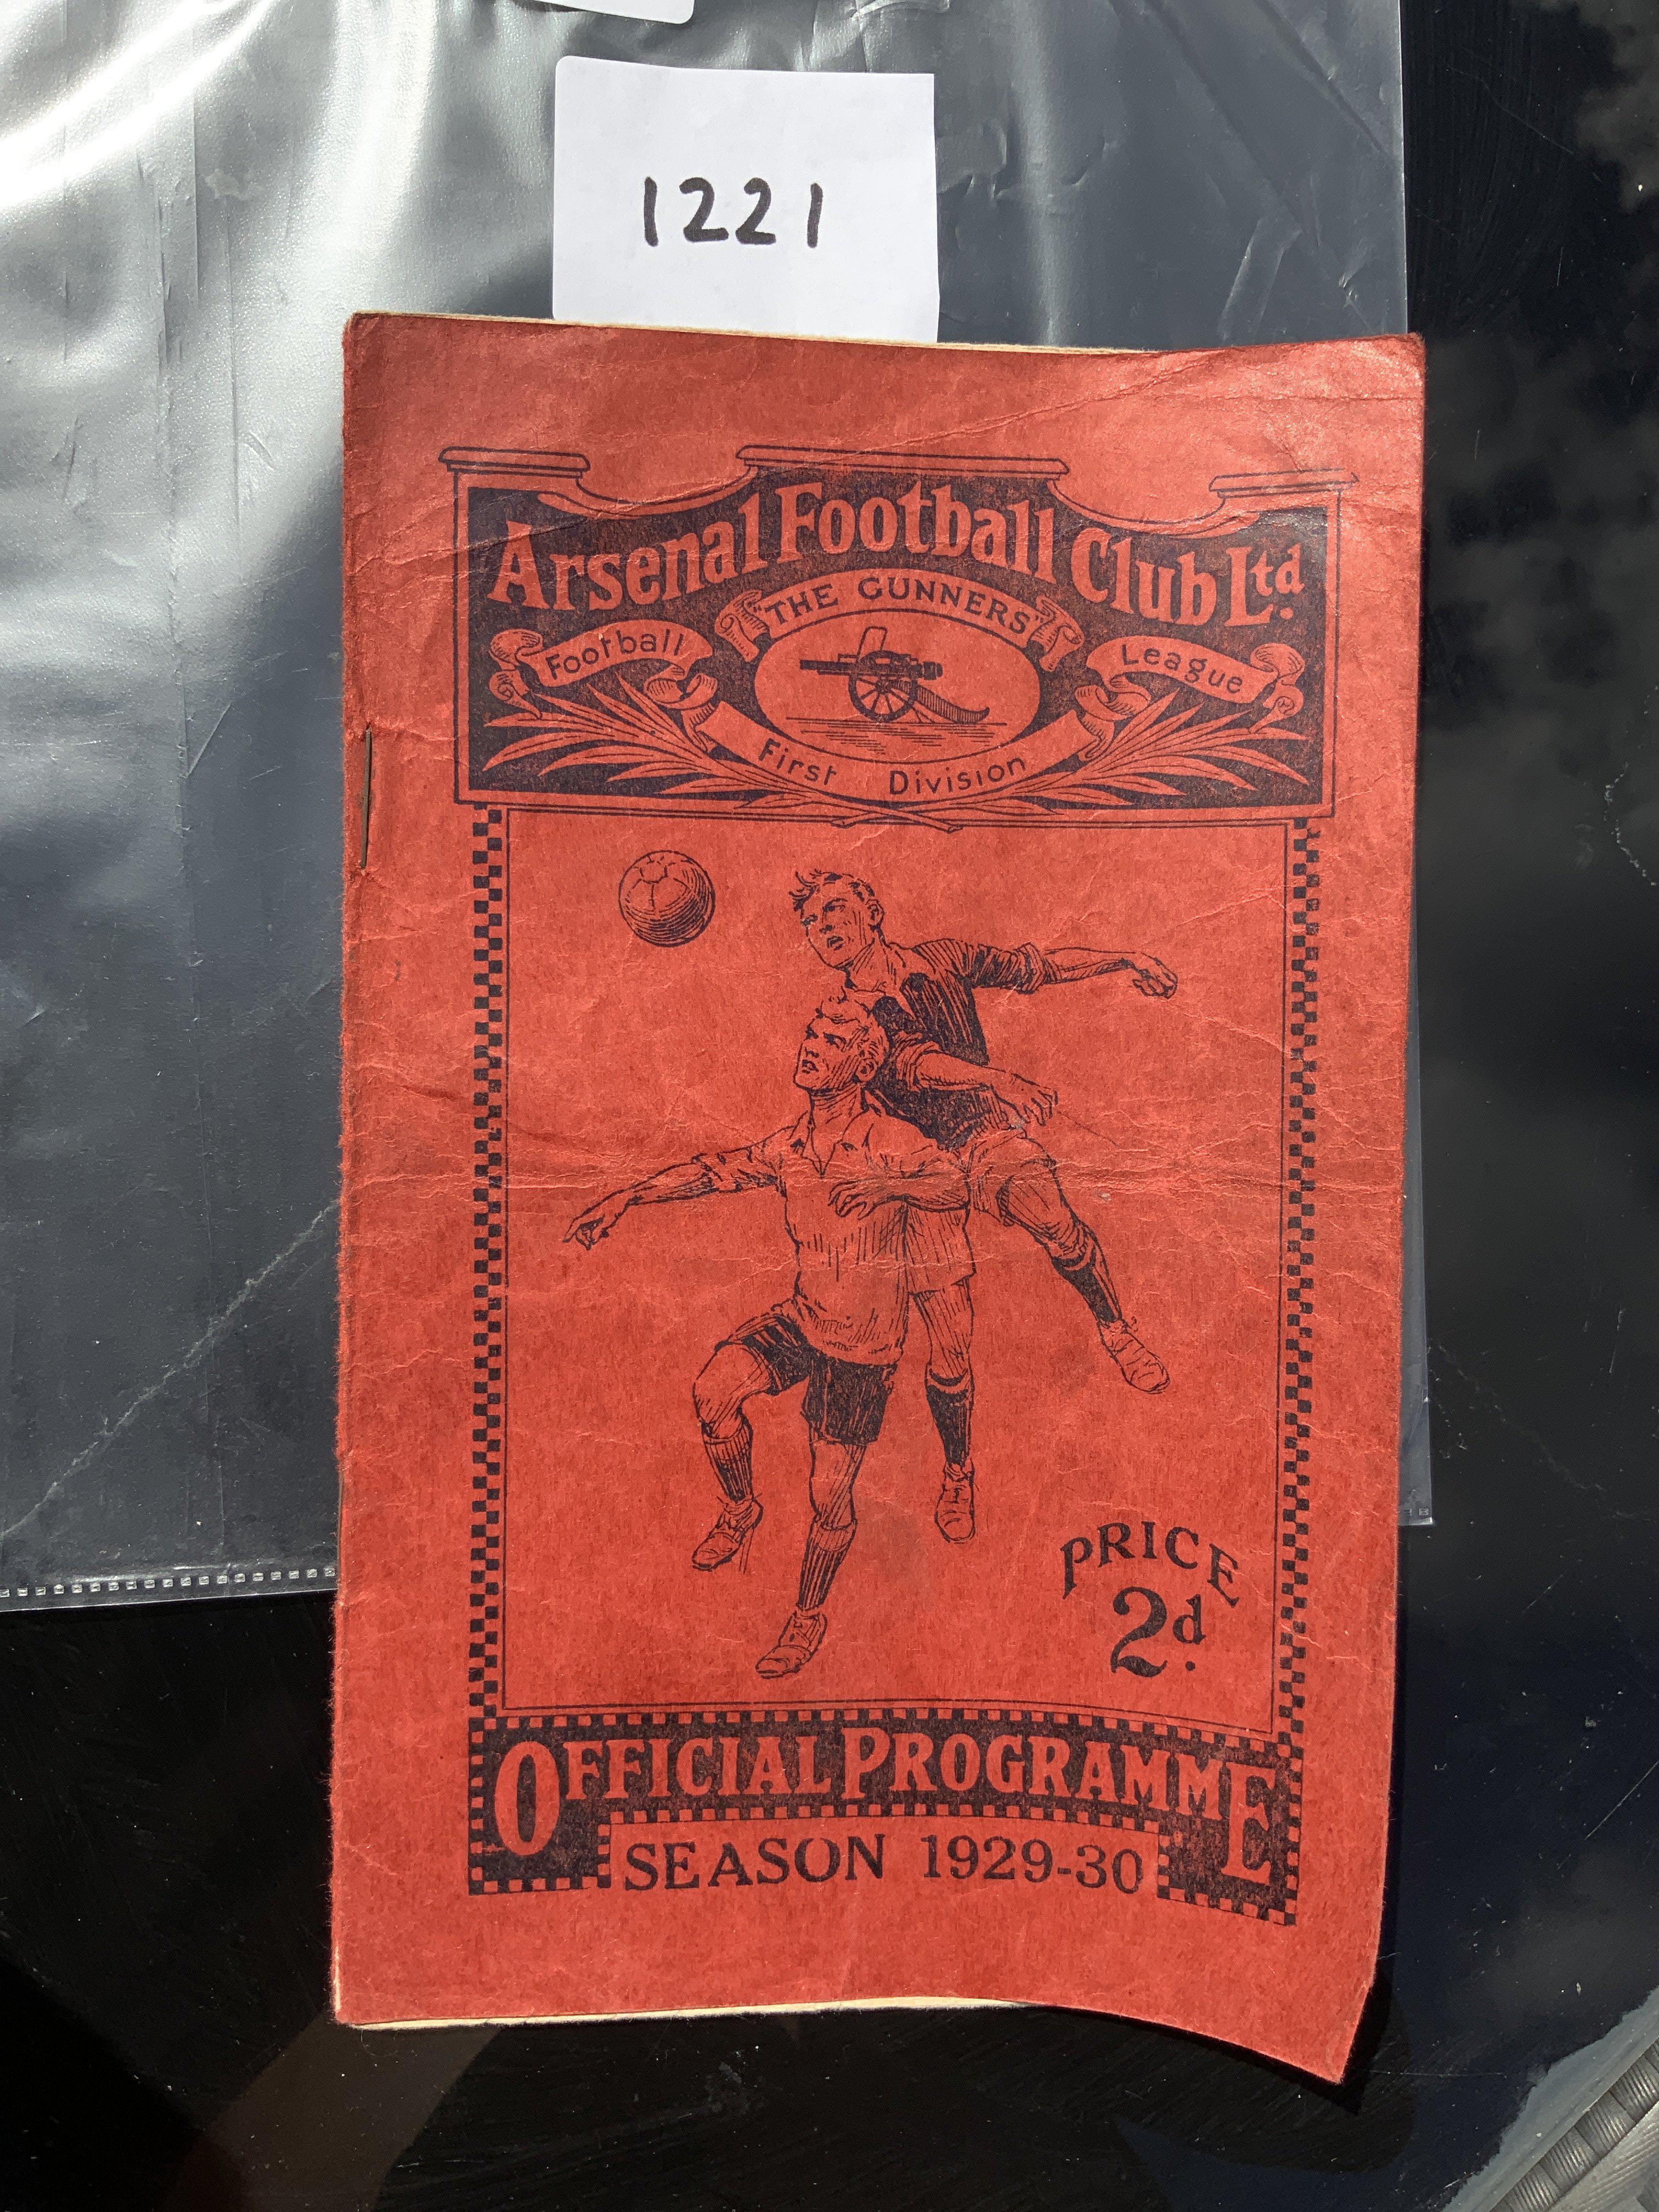 1221
Arsenal Football Club Ltd.
"THE GUNNERS"
Football League
First Division
PRICE
2d.
OFFICIAL PROGRAMME
SEASON 1929-30